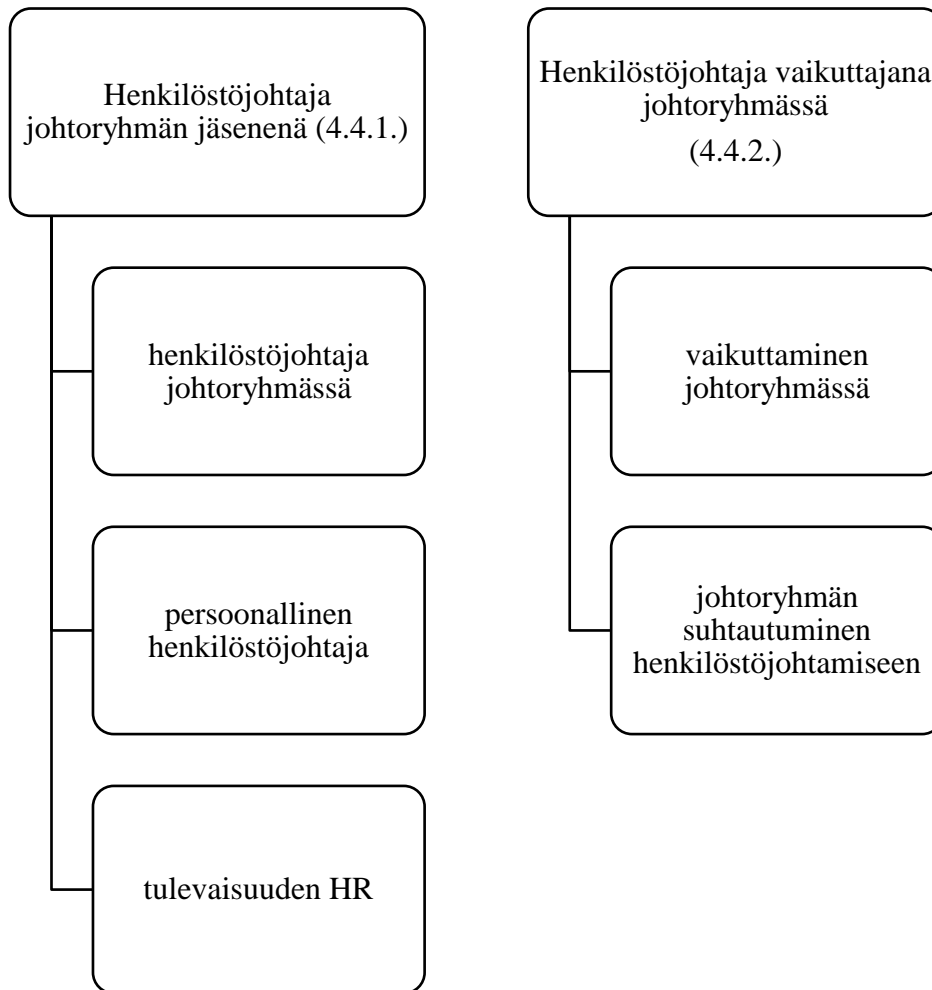 Henkilöstöjohtaja
johtoryhmän jäsenenä (4.4.1.)
henkilöstöjohtaja
johtoryhmässä
persoonallinen
henkilöstöjohtaja
tulevaisuuden HR
Henkilöstöjohtaja vaikuttajana
johtoryhmässä
(4.4.2.)
vaikuttaminen
johtoryhmässä
johtoryhmän
suhtautuminen
henkilöstöjohtamiseen